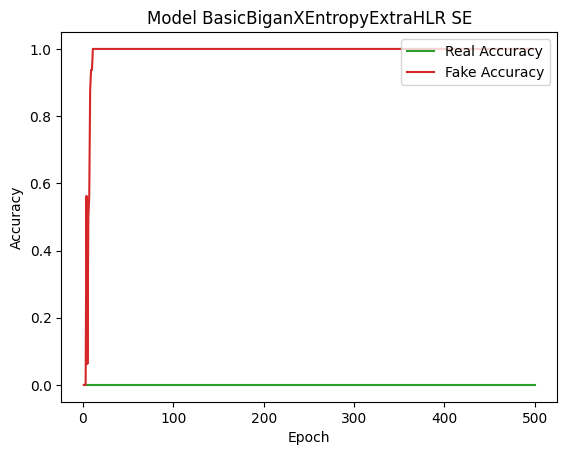 Model BasicBiganXEntropyExtraHLR SE
Real Accuracy
Fake Accuracy
1.0
0.8
0.6
0.4
0.2
0.0
Accuracy
0
100
200
300
400
500
Epoch